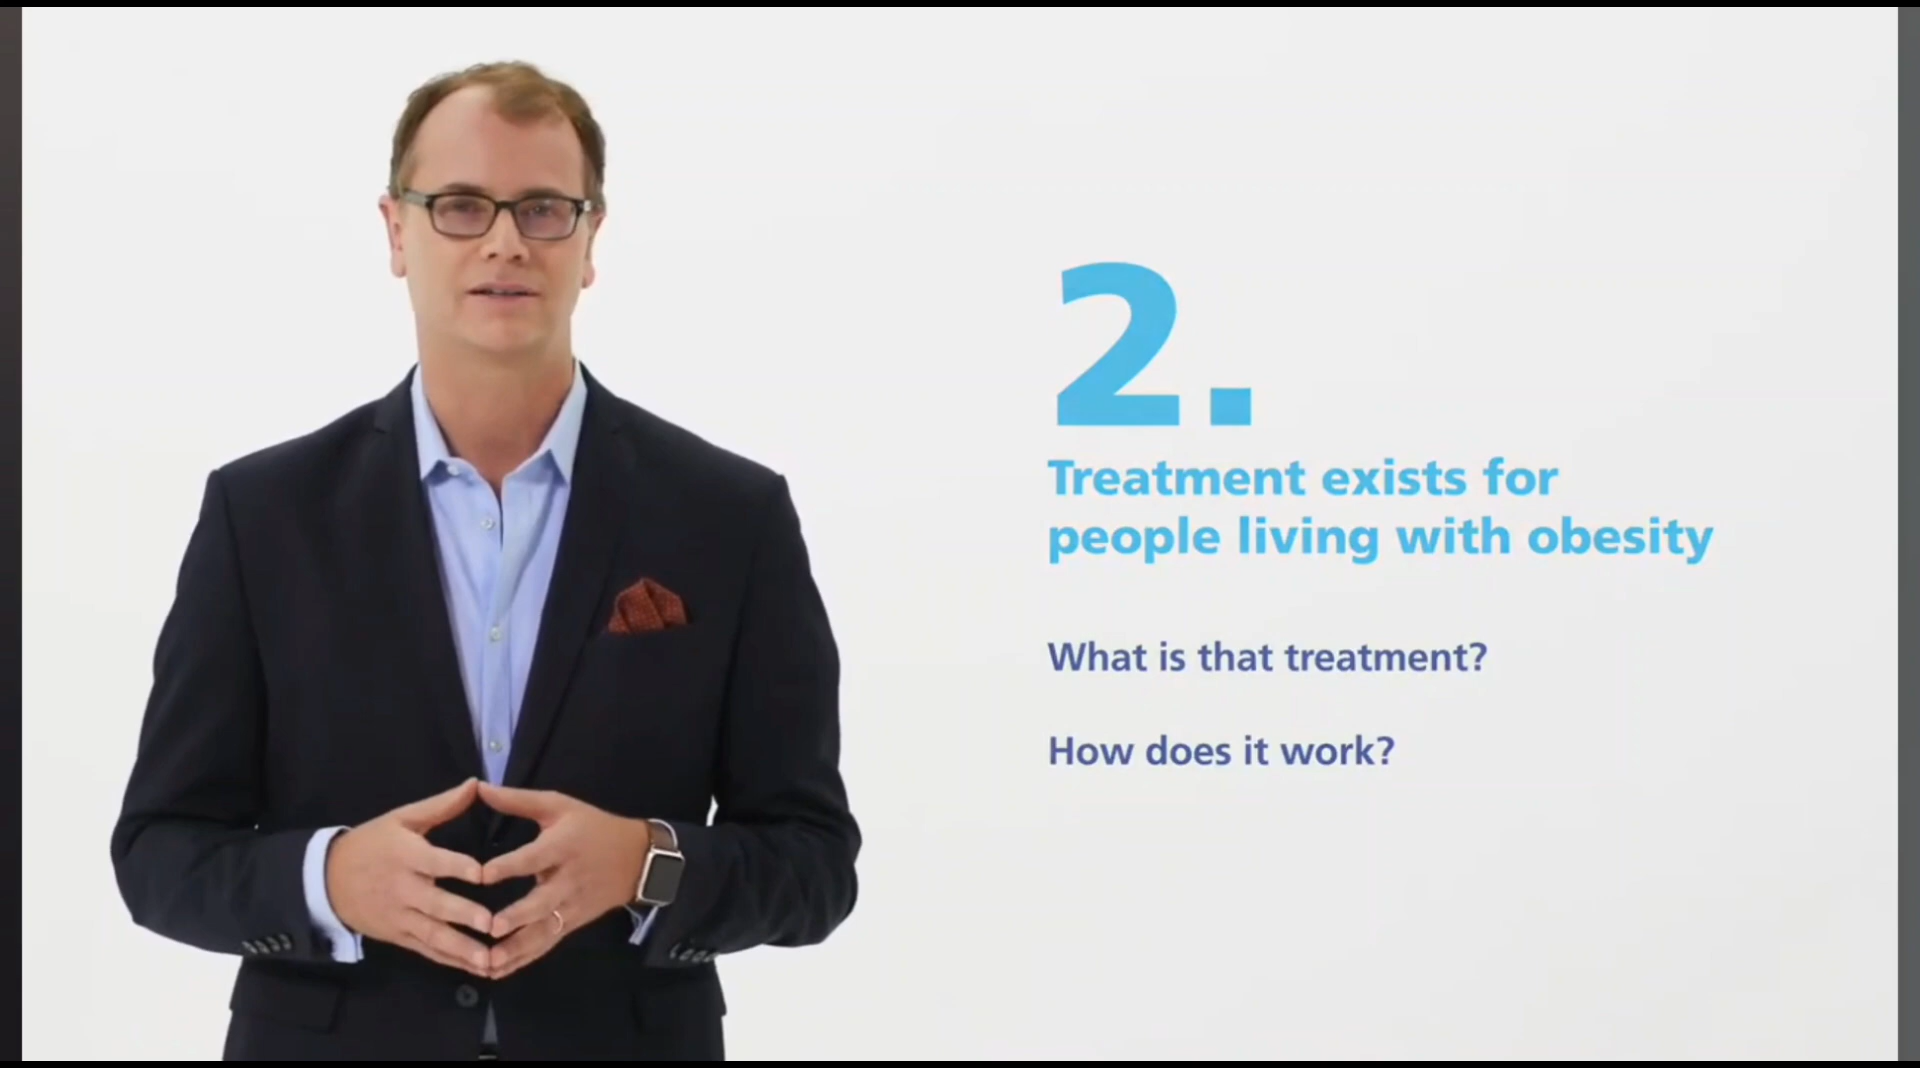 2.
Treatment exists for
people living with obesity
What is that treatment?
How does it work?